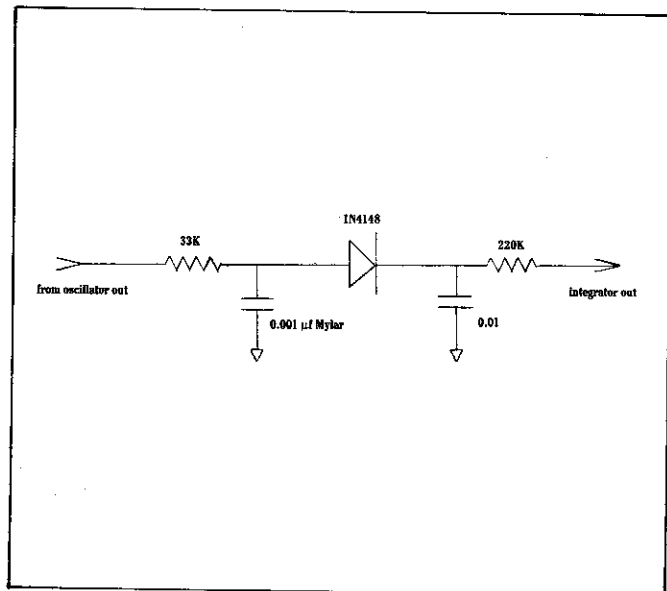 IN4148
33K
220K
from oscillator out
integrator out
0.001 µf Mylar
0.01